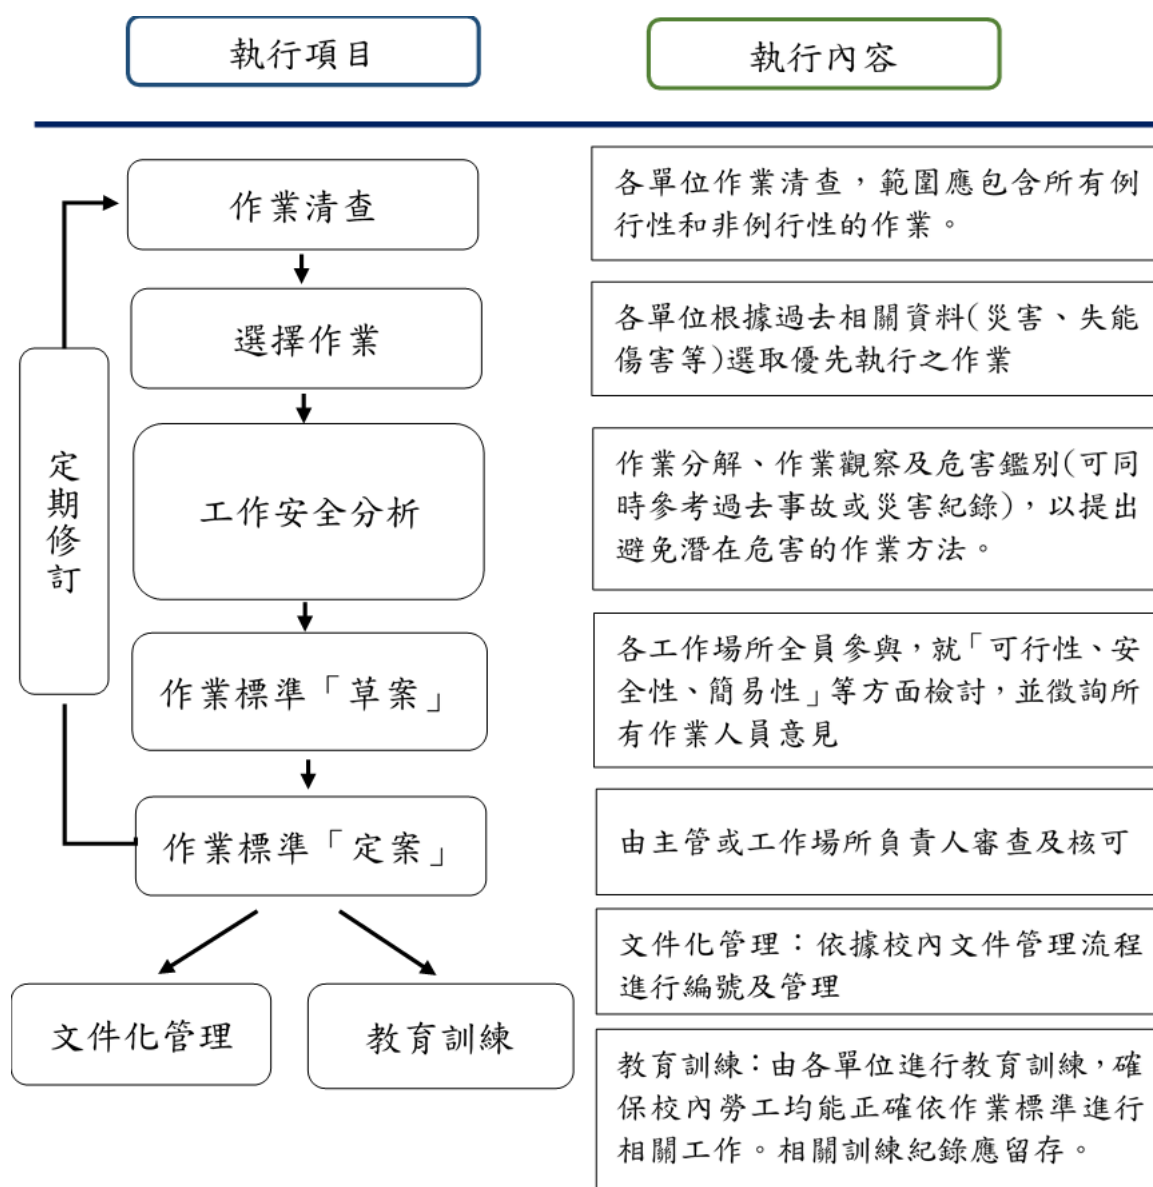 執行項目
執行內容
作業清查
各單位作業清查，範圍應包含所有例
行性和非例行性的作業。
選擇作業
各單位根據過去相關資料(災害、失能
傷害等)選取優先執行之作業
定期修訂
工作安全分析
作業分解、作業觀察及危害鑑別(可同
時參考過去事故或災害紀錄)，以提出
避免潛在危害的作業方法。
作業標準「草案」
各工作場所全員參與，就「可行性、安
全性、簡易性」等方面檢討，並徵詢所
有作業人員意見
作業標準「定案」
由主管或工作場所負責人審查及核可
文件化管理
教育訓練
文件化管理：依據校內文件管理流程
進行編號及管理
教育訓練：由各單位進行教育訓練，確
保校內勞工均能正確依作業標準進行
相關工作。相關訓練紀錄應留存。